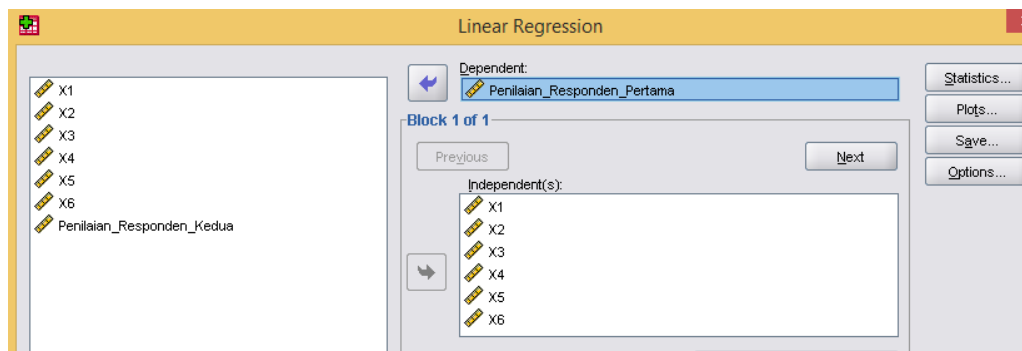 Linear Regression
X1
X2
X3
X4
X5
X6
Penilaian_Responden_Kedua
Dependent:
Penilaian_Responden_Pertama
Block 1 of 1
Previous
Next
Independent(s):
X1
X2
X3
X4
X5
X6
Statistics...
Plots...
Save...
Options...